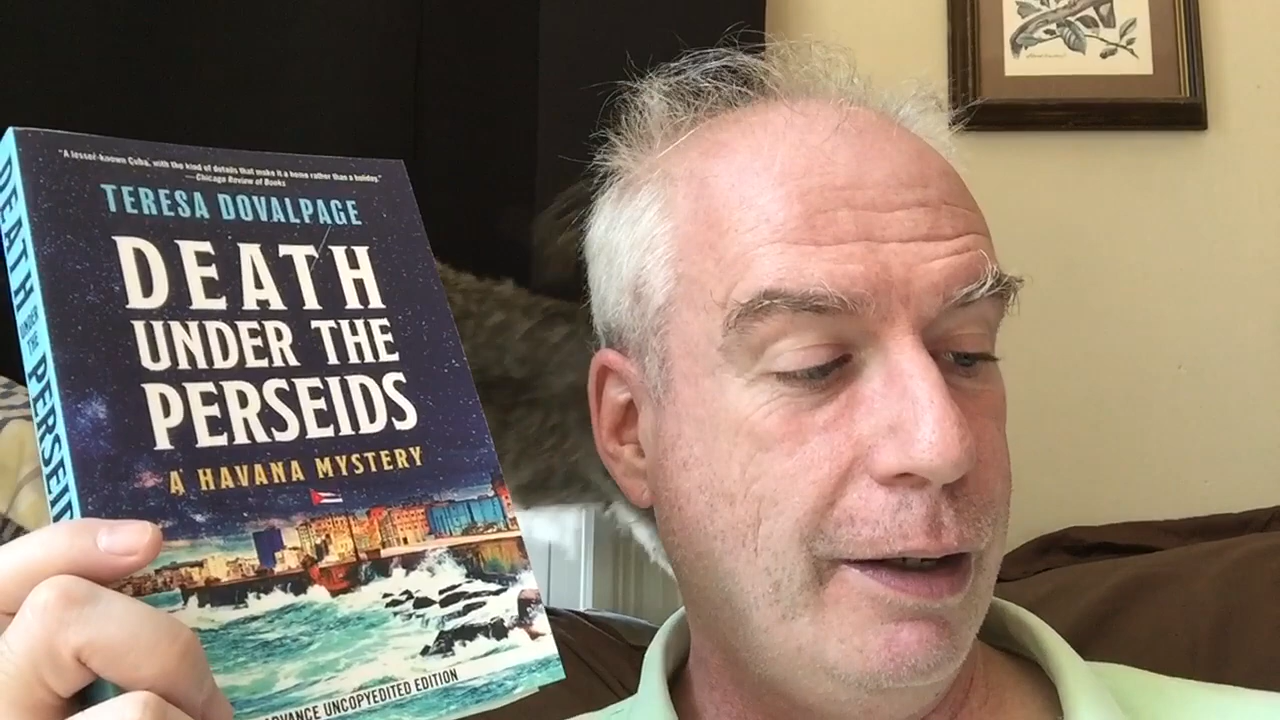 "A lesser-known Cuba, with the kind of details that make it a home rather than a holiday."
—Chicago Review of Books
TERESA DOVALPAGE
DEATH
UNDER THE
PERSEIDS
A HAVANA MYSTERY
ADVANCE UNCOPYEDITED EDITION
DEATH UNDER THE PERSEID